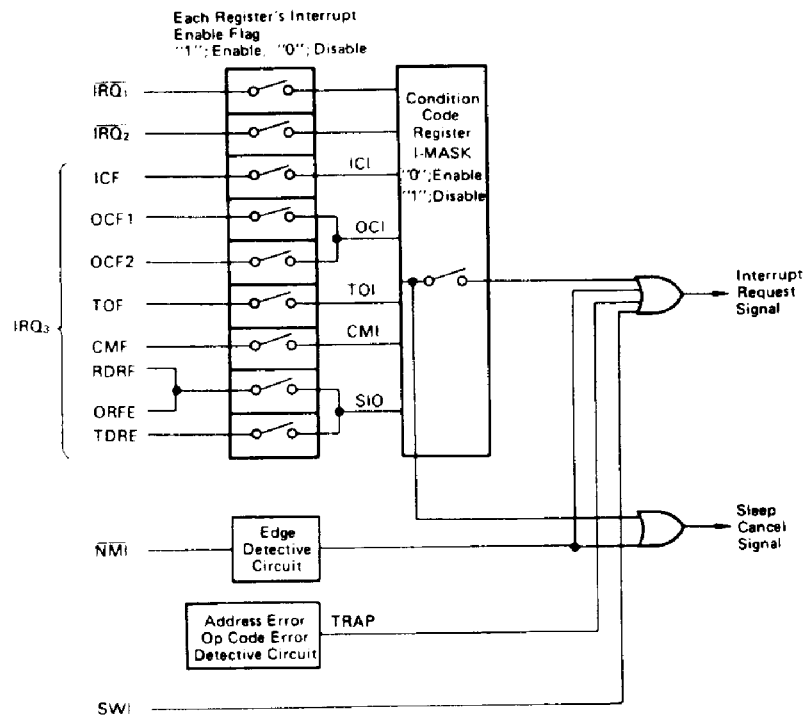 Each Register's Interrupt
Enable Flag
"1"; Enable, "0"; Disable
IRQ1
IRQ2
ICF
OCF1
OCF2
TOF
CMF
RDRF
ORFE
TDRE
IRQ3
ICI
OCI
TOI
CMI
SIO
Condition
Code
Register
I-MASK
"0";Enable
"1";Disable
Interrupt
Request
Signal
Sleep
Cancel
Signal
NMI
Edge
Detective
Circuit
Address Error
Op Code Error
Detective Circuit
TRAP
SWI